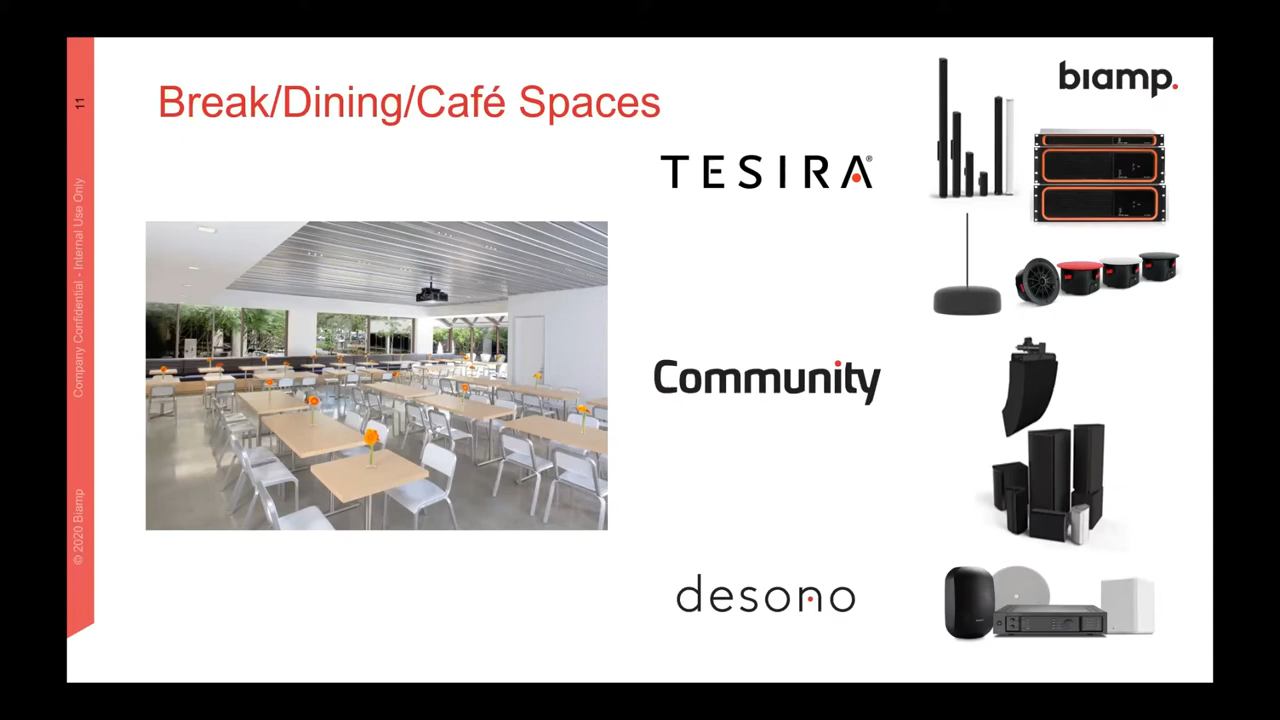 Break/Dining/Café Spaces
biamp.
TESIRA®
Community
desono
11
Company Confidential - Internal Use Only
© 2020 Biamp